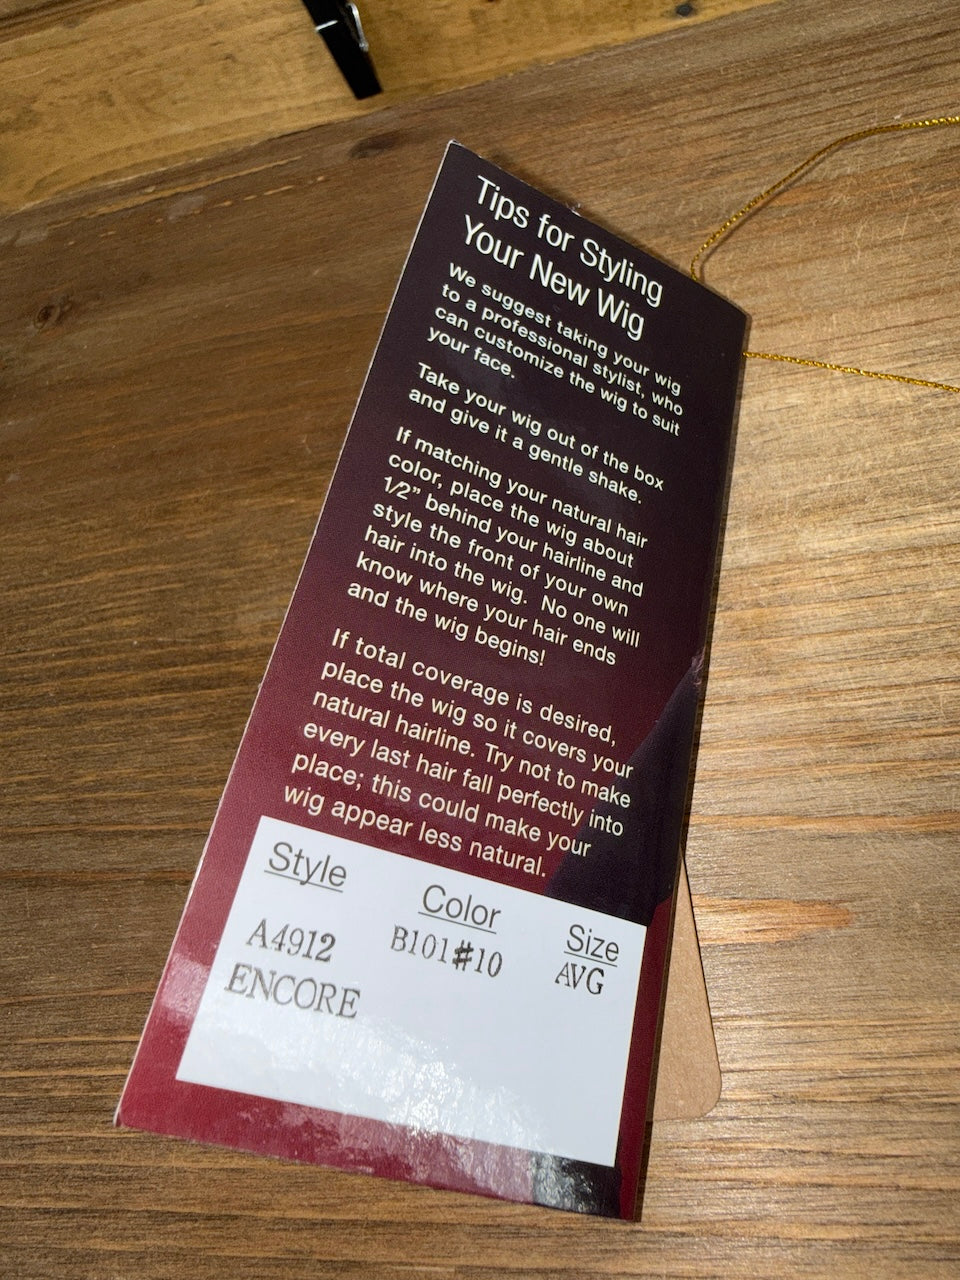 Tips for Styling
Your New Wig
We suggest taking your wig
to a professional stylist, who
can customize the wig to suit
your face.
Take your wig out of the box
and give it a gentle shake.
If matching your natural hair
color, place the wig about
1/2" behind your hairline and
style the front of your own
hair into the wig. No one will
know where your hair ends
and the wig begins!
If total coverage is desired,
place the wig so it covers your
natural hairline. Try not to make
every last hair fall perfectly into
place; this could make your
wig appear less natural.
Style Color Size
A4912 B101#10 AVG
ENCORE